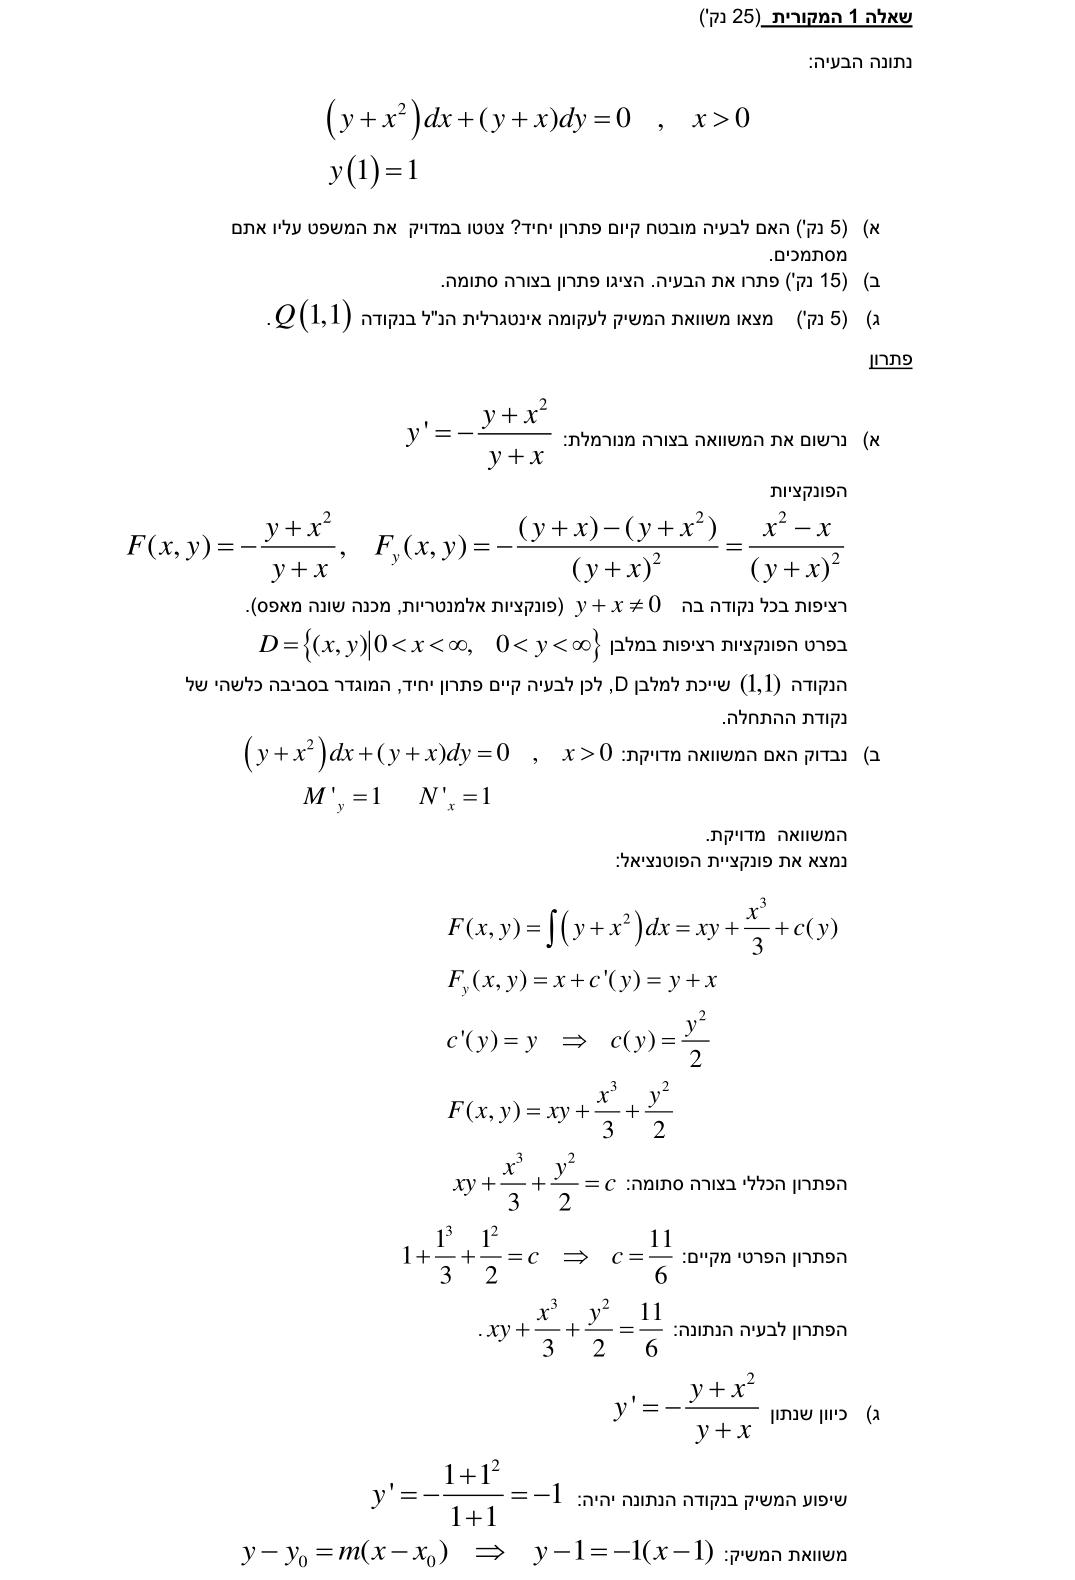 שאלה 1 המקורית (25 נק')
נתונה הבעיה:
(y + x²)dx + (y + x)dy = 0 , x > 0
y(1) = 1
א) (5 נק') האם לבעיה מובטח קיום פתרון יחיד? צטטו במדויק את המשפט עליו אתם
מסתמכים.
ב) (15 נק') פתרו את הבעיה. הציגו פתרון בצורה סתומה.
ג) (5 נק') מצאו משוואת המשיק לעקומה אינטגרלית הנ"ל בנקודה Q(1,1).
פתרון
א) נרשום את המשוואה בצורה מנורמלת: y' = −(y + x²)/(y + x)
הפונקציות
F(x, y) = −(y + x²)/(y + x), F_y(x, y) = −((y + x) − (y + x²))/(y + x)² = (x² − x)/(y + x)²
רציפות בכל נקודה בה y + x ≠ 0 (פונקציות אלמנטריות, מכנה שונה מאפס).
בפרט הפונקציות רציפות במלבן D = {(x, y)|0 < x < ∞, 0 < y < ∞}
הנקודה (1,1) שייכת למלבן D, לכן לבעיה קיים פתרון יחיד, המוגדר בסביבה כלשהי של
נקודת ההתחלה.
ב) נבדוק האם המשוואה מדויקת: (y + x²)dx + (y + x)dy = 0 , x > 0
M'_y = 1 N'_x = 1
המשוואה מדויקת.
נמצא את פונקציית הפוטנציאל:
F(x, y) = ∫(y + x²)dx = xy + x³/3 + c(y)
F_y(x, y) = x + c'(y) = y + x
c'(y) = y ⇒ c(y) = y²/2
F(x, y) = xy + x³/3 + y²/2
הפתרון הכללי בצורה סתומה: xy + x³/3 + y²/2 = c
הפתרון הפרטי מקיים: 1 + 1³/3 + 1²/2 = c ⇒ c = 11/6
הפתרון לבעיה הנתונה: xy + x³/3 + y²/2 = 11/6.
ג) כיוון שנתון y' = −(y + x²)/(y + x)
שיפוע המשיק בנקודה הנתונה יהיה: y' = −(1 + 1²)/(1 + 1) = −1
משוואת המשיק: y − y₀ = m(x − x₀) ⇒ y − 1 = −1(x − 1)